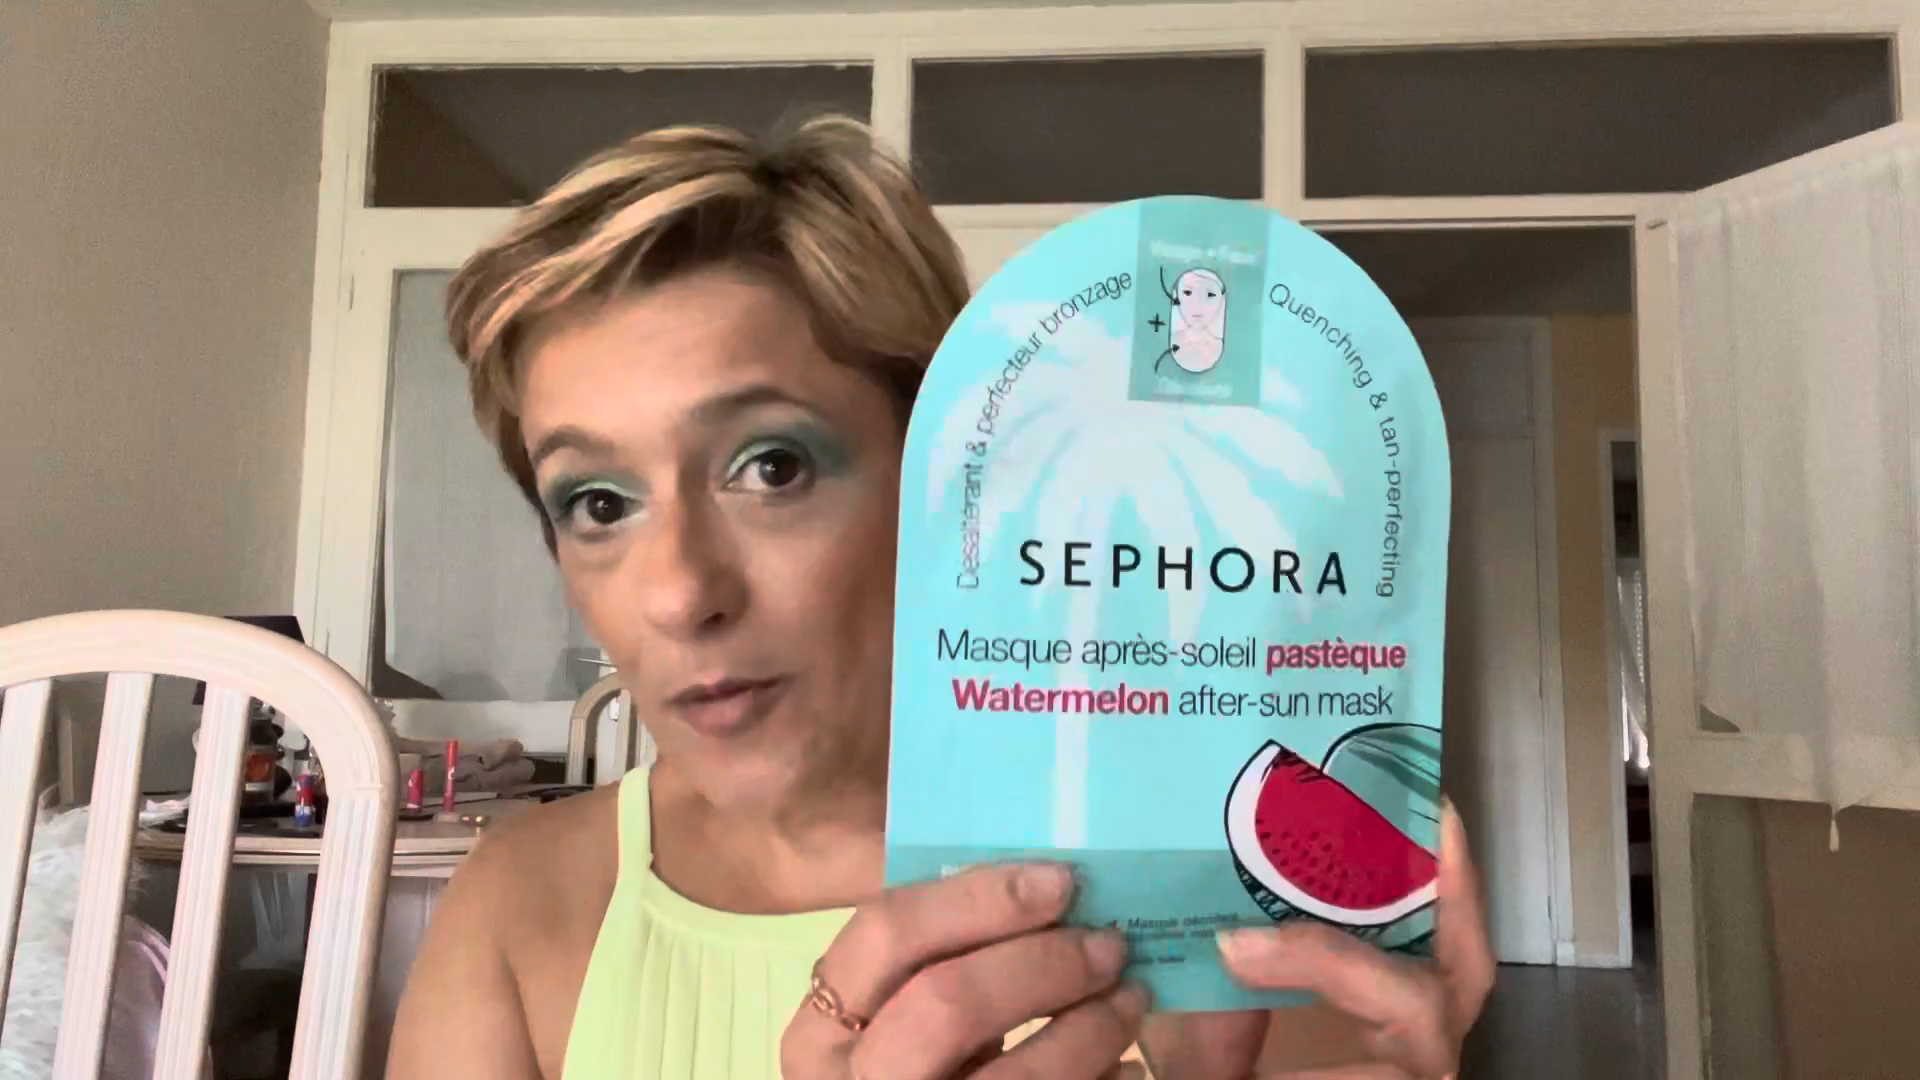 Désaltérant & perfecteur bronzage
Quenching & tan-perfecting
SEPHORA
Masque après-soleil pastèque
Watermelon after-sun mask